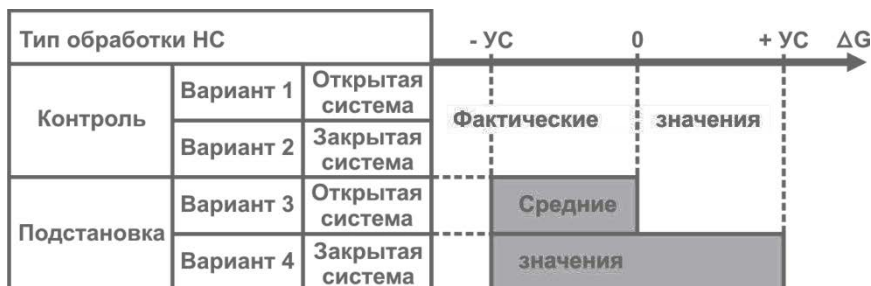 Тип обработки НС
- УС 0 + УС ΔG
Контроль
Вариант 1
Открытая
система
Вариант 2
Закрытая
система
Фактические значения
Подстановка
Вариант 3
Открытая
система
Средние
Вариант 4
Закрытая
система
значения